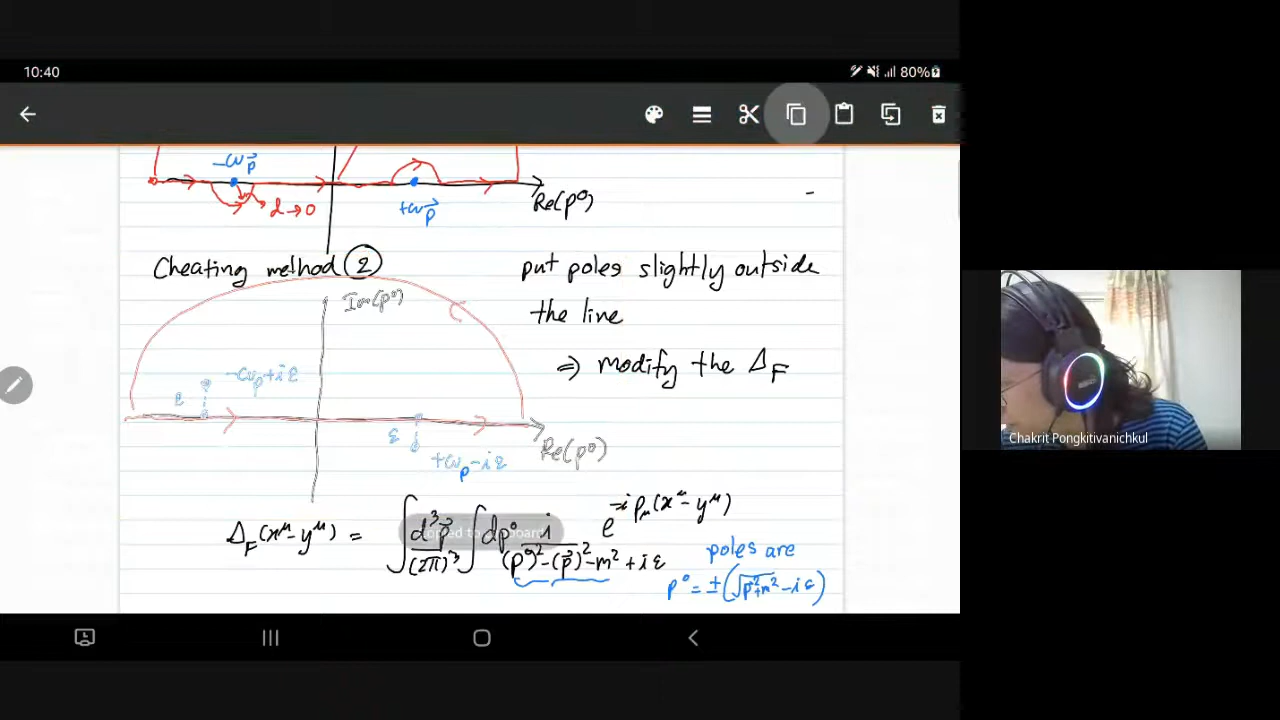 10:40
80%
-ω_p⃗
α→0
+ω_p⃗
Re(p⁰)
Cheating method ②
put poles slightly outside
the line
Im(p⁰)
⇒ modify the Δ_F
-ω_p+iε
ε
ε
Re(p⁰)
+ω_p-iε
Δ_F(x^μ-y^μ) = ∫ d³p⃗/(2π)³ ∫ dp⁰ i/((p⁰)²-(p⃗)²-m²+iε) e^{-ip_μ(x^μ-y^μ)}
poles are
p⁰ = ±(√p⃗²+m² -iε)
Chakrit Pongkitivanichkul